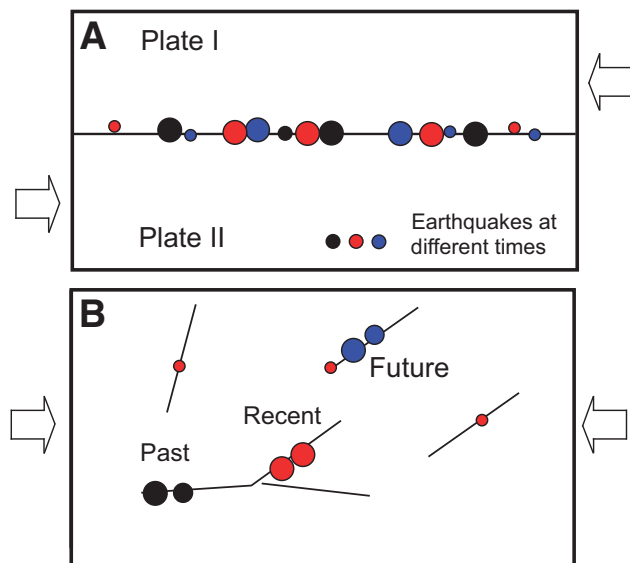 A
Plate I
Plate II
Earthquakes at
different times
B
Future
Recent
Past